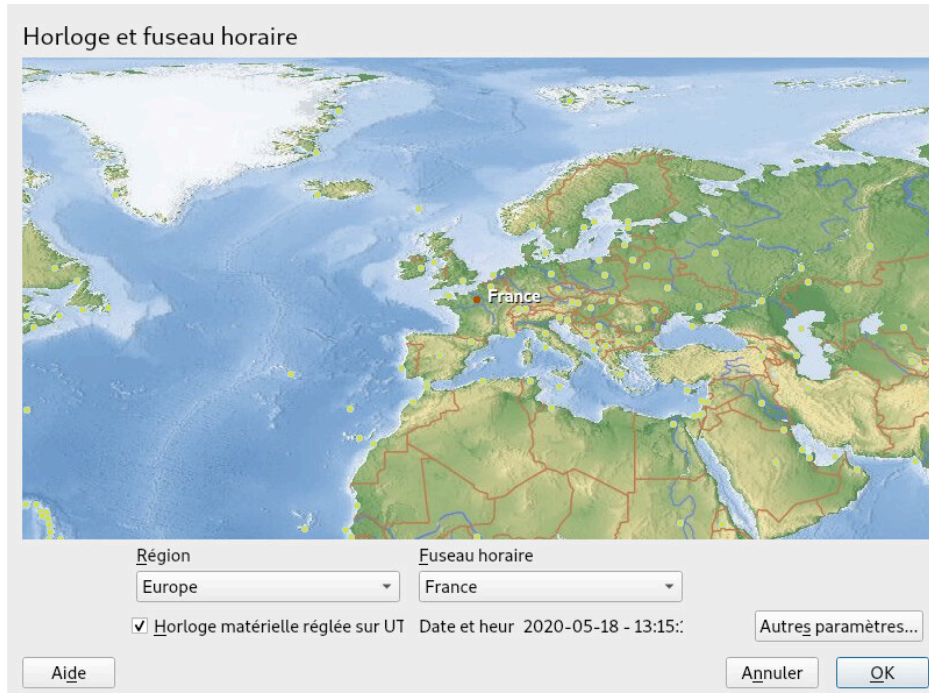 Horloge et fuseau horaire
France
Région
Fuseau horaire
Europe
France
Horloge matérielle réglée sur UT
Date et heur 2020-05-18 - 13:15:
Autres paramètres...
Aide
Annuler
OK